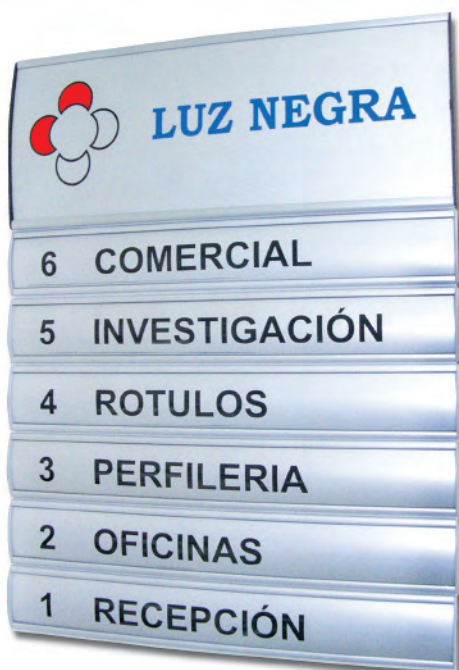 LUZ NEGRA
6 COMERCIAL
5 INVESTIGACIÓN
4 ROTULOS
3 PERFILERIA
2 OFICINAS
1 RECEPCIÓN